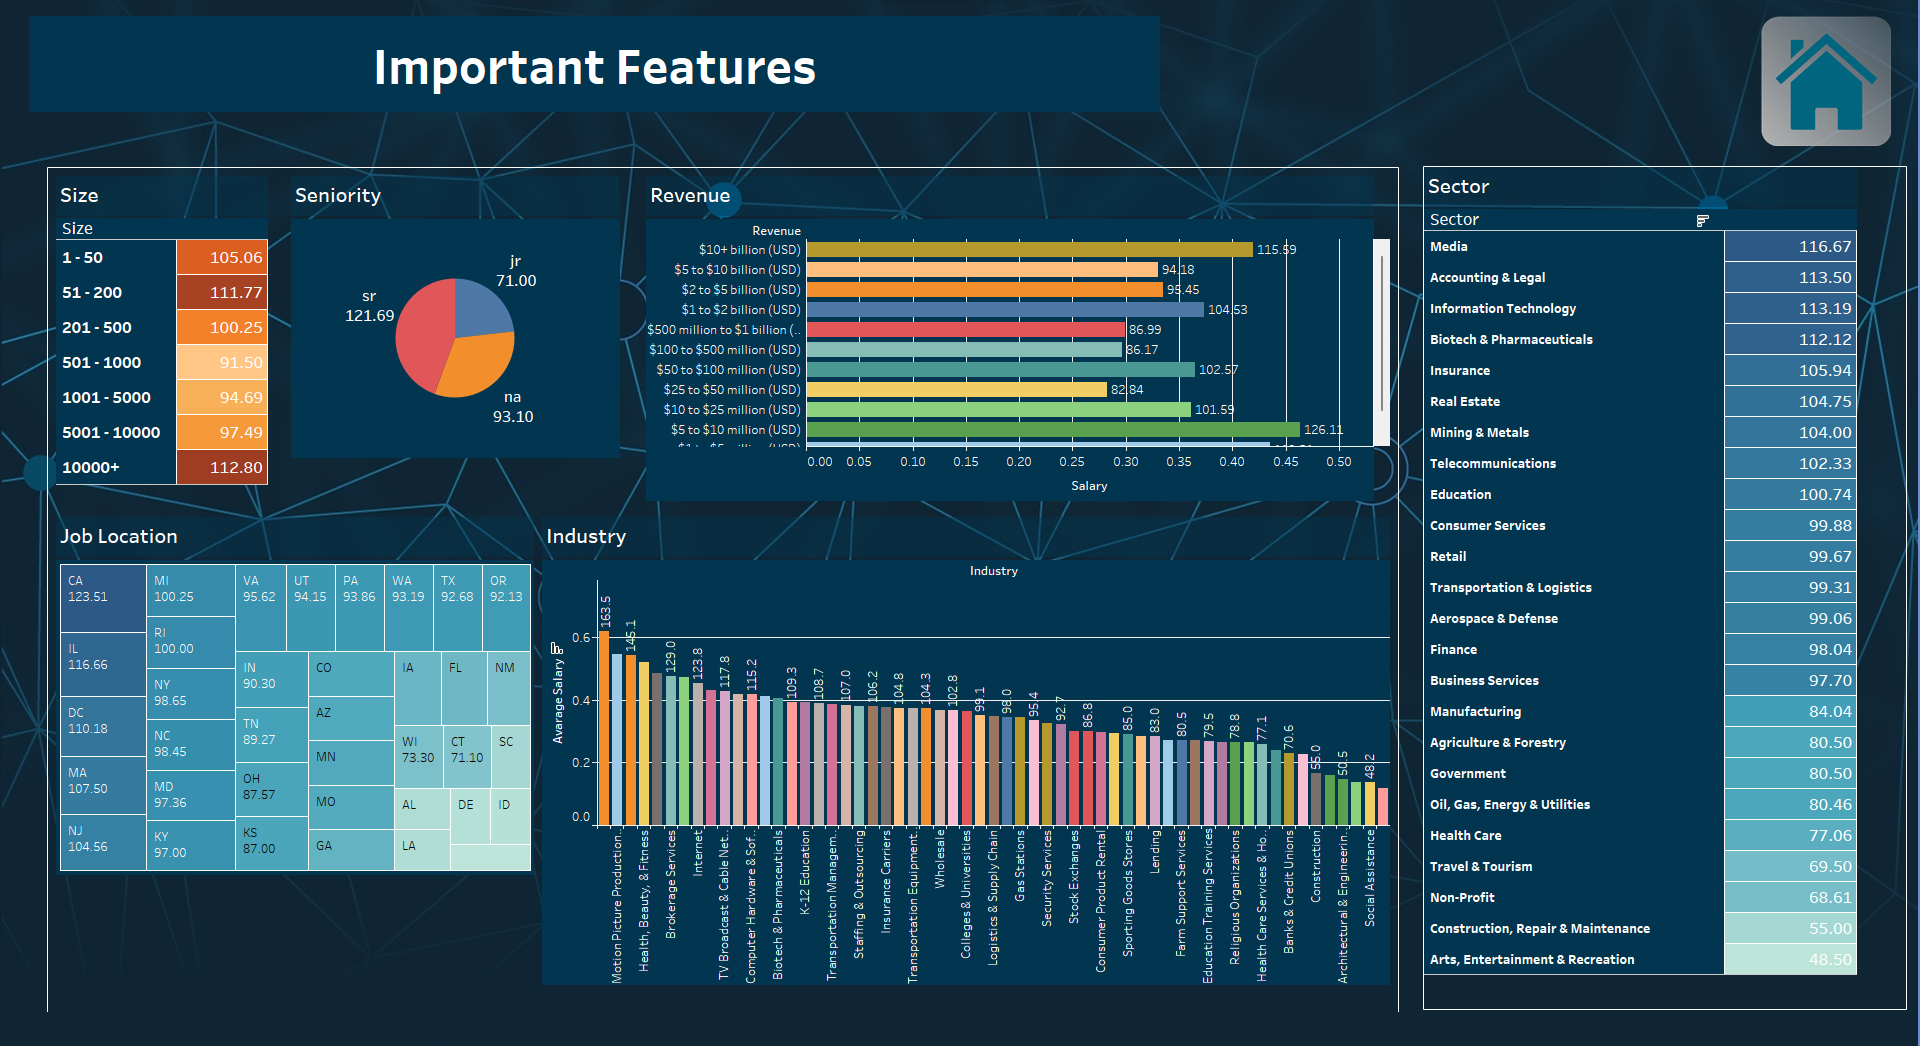 Important Features
Size
Size
1 - 50 105.06
51 - 200 111.77
201 - 500 100.25
501 - 1000 91.50
1001 - 5000 94.69
5001 - 10000 97.49
10000+ 112.80
Seniority
jr
71.00
sr
121.69
na
93.10
Revenue
Revenue
$10+ billion (USD) 115.59
$5 to $10 billion (USD) 94.18
$2 to $5 billion (USD) 95.45
$1 to $2 billion (USD) 104.53
$500 million to $1 billion (.. 86.99
$100 to $500 million (USD) 86.17
$50 to $100 million (USD) 102.57
$25 to $50 million (USD) 82.84
$10 to $25 million (USD) 101.59
$5 to $10 million (USD) 126.11
0.00 0.05 0.10 0.15 0.20 0.25 0.30 0.35 0.40 0.45 0.50
Salary
Job Location
CA
123.51
IL
116.66
DC
110.18
MA
107.50
NJ
104.56
MI
100.25
RI
100.00
NY
98.65
NC
98.45
MD
97.36
KY
97.00
VA
95.62
UT
94.15
PA
93.86
WA
93.19
TX
92.68
OR
92.13
IN
90.30
TN
89.27
OH
87.57
KS
87.00
CO
AZ
MN
MO
GA
IA
FL
NM
WI
73.30
CT
71.10
SC
AL
LA
DE
ID
Industry
Industry
Avarage Salary
0.6
0.4
0.2
0.0
163.5
145.1
129.0
123.8
117.8
115.2
109.3
108.7
107.0
106.2
104.8
104.3
102.8
99.1
98.0
95.4
92.7
86.8
85.0
83.0
80.5
79.5
78.8
77.1
70.6
55.0
50.5
48.2
Motion Picture Production..
Health, Beauty, & Fitness
Brokerage Services
Internet
TV Broadcast & Cable Net..
Computer Hardware & Sof..
Biotech & Pharmaceuticals
K-12 Education
Transportation Managem..
Staffing & Outsourcing
Insurance Carriers
Transportation Equipment..
Wholesale
Colleges & Universities
Logistics & Supply Chain
Gas Stations
Security Services
Stock Exchanges
Consumer Product Rental
Sporting Goods Stores
Lending
Farm Support Services
Education Training Services
Religious Organizations
Health Care Services & Ho..
Banks & Credit Unions
Construction
Architectural & Engineerin..
Social Assistance
Sector
Sector
Media 116.67
Accounting & Legal 113.50
Information Technology 113.19
Biotech & Pharmaceuticals 112.12
Insurance 105.94
Real Estate 104.75
Mining & Metals 104.00
Telecommunications 102.33
Education 100.74
Consumer Services 99.88
Retail 99.67
Transportation & Logistics 99.31
Aerospace & Defense 99.06
Finance 98.04
Business Services 97.70
Manufacturing 84.04
Agriculture & Forestry 80.50
Government 80.50
Oil, Gas, Energy & Utilities 80.46
Health Care 77.06
Travel & Tourism 69.50
Non-Profit 68.61
Construction, Repair & Maintenance 55.00
Arts, Entertainment & Recreation 48.50